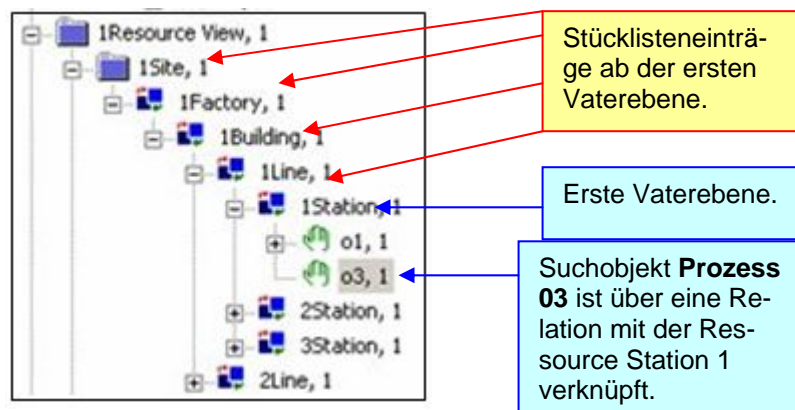 1Resource View, 1
1Site, 1
1Factory, 1
1Building, 1
1Line, 1
1Station, 1
o1, 1
o3, 1
2Station, 1
3Station, 1
2Line, 1
Stücklisteneinträ-
ge ab der ersten
Vaterebene.
Erste Vaterebene.
Suchobjekt Prozess
03 ist über eine Re-
lation mit der Res-
source Station 1
verknüpft.